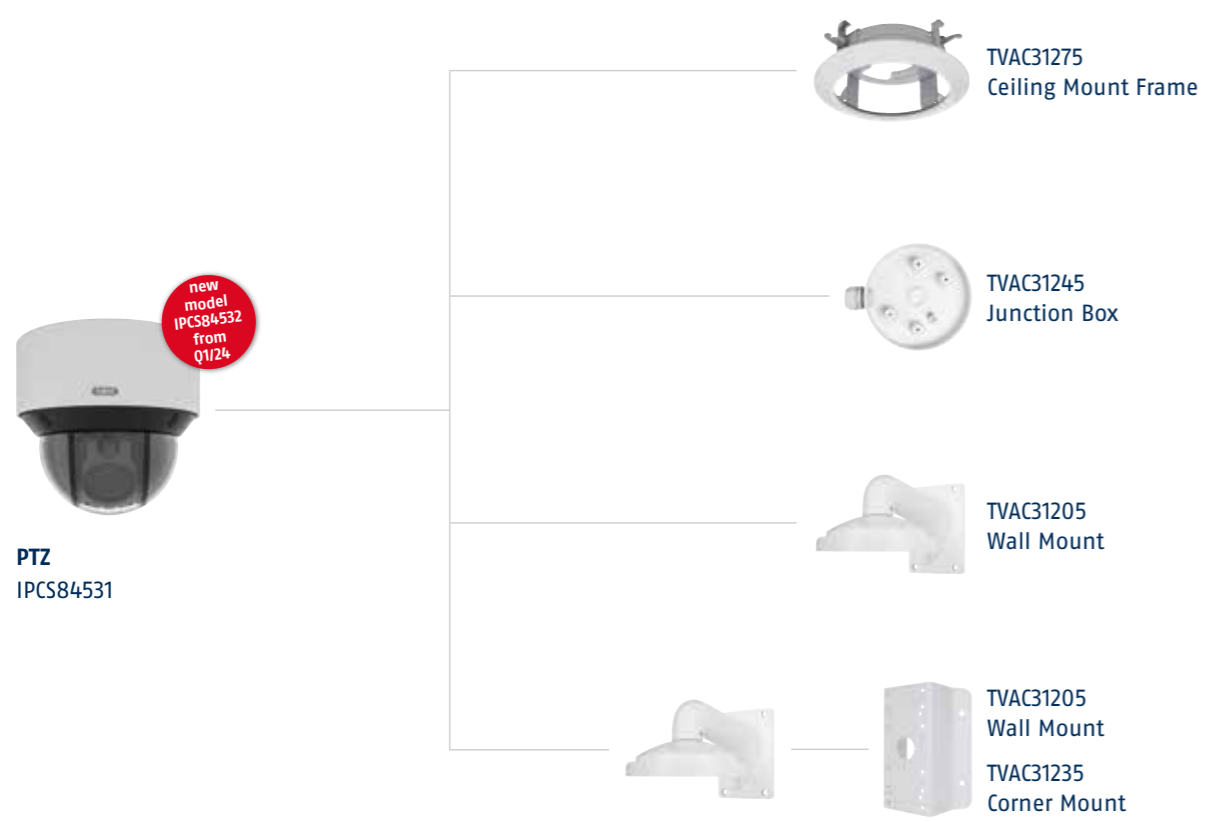 TVAC31275
Ceiling Mount Frame
TVAC31245
Junction Box
new
model
IPCS84532
from
Q1/24
PTZ
IPCS84531
TVAC31205
Wall Mount
TVAC31205
Wall Mount
TVAC31235
Corner Mount